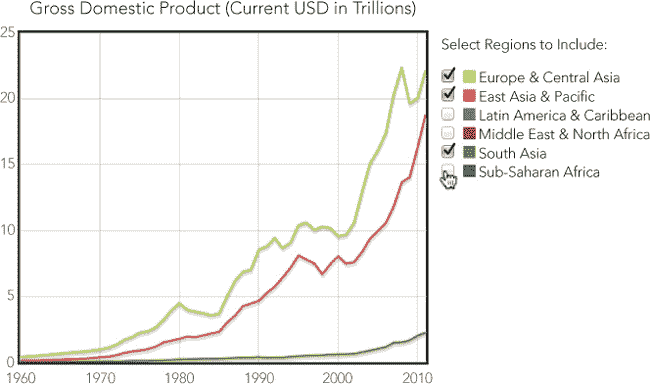 Gross Domestic Product (Current USD in Trillions)
25
20
15
10
5
0
1960
1970
1980
1990
2000
2010
Select Regions to Include:
Europe & Central Asia
East Asia & Pacific
Latin America & Caribbean
Middle East & North Africa
South Asia
Sub-Saharan Africa